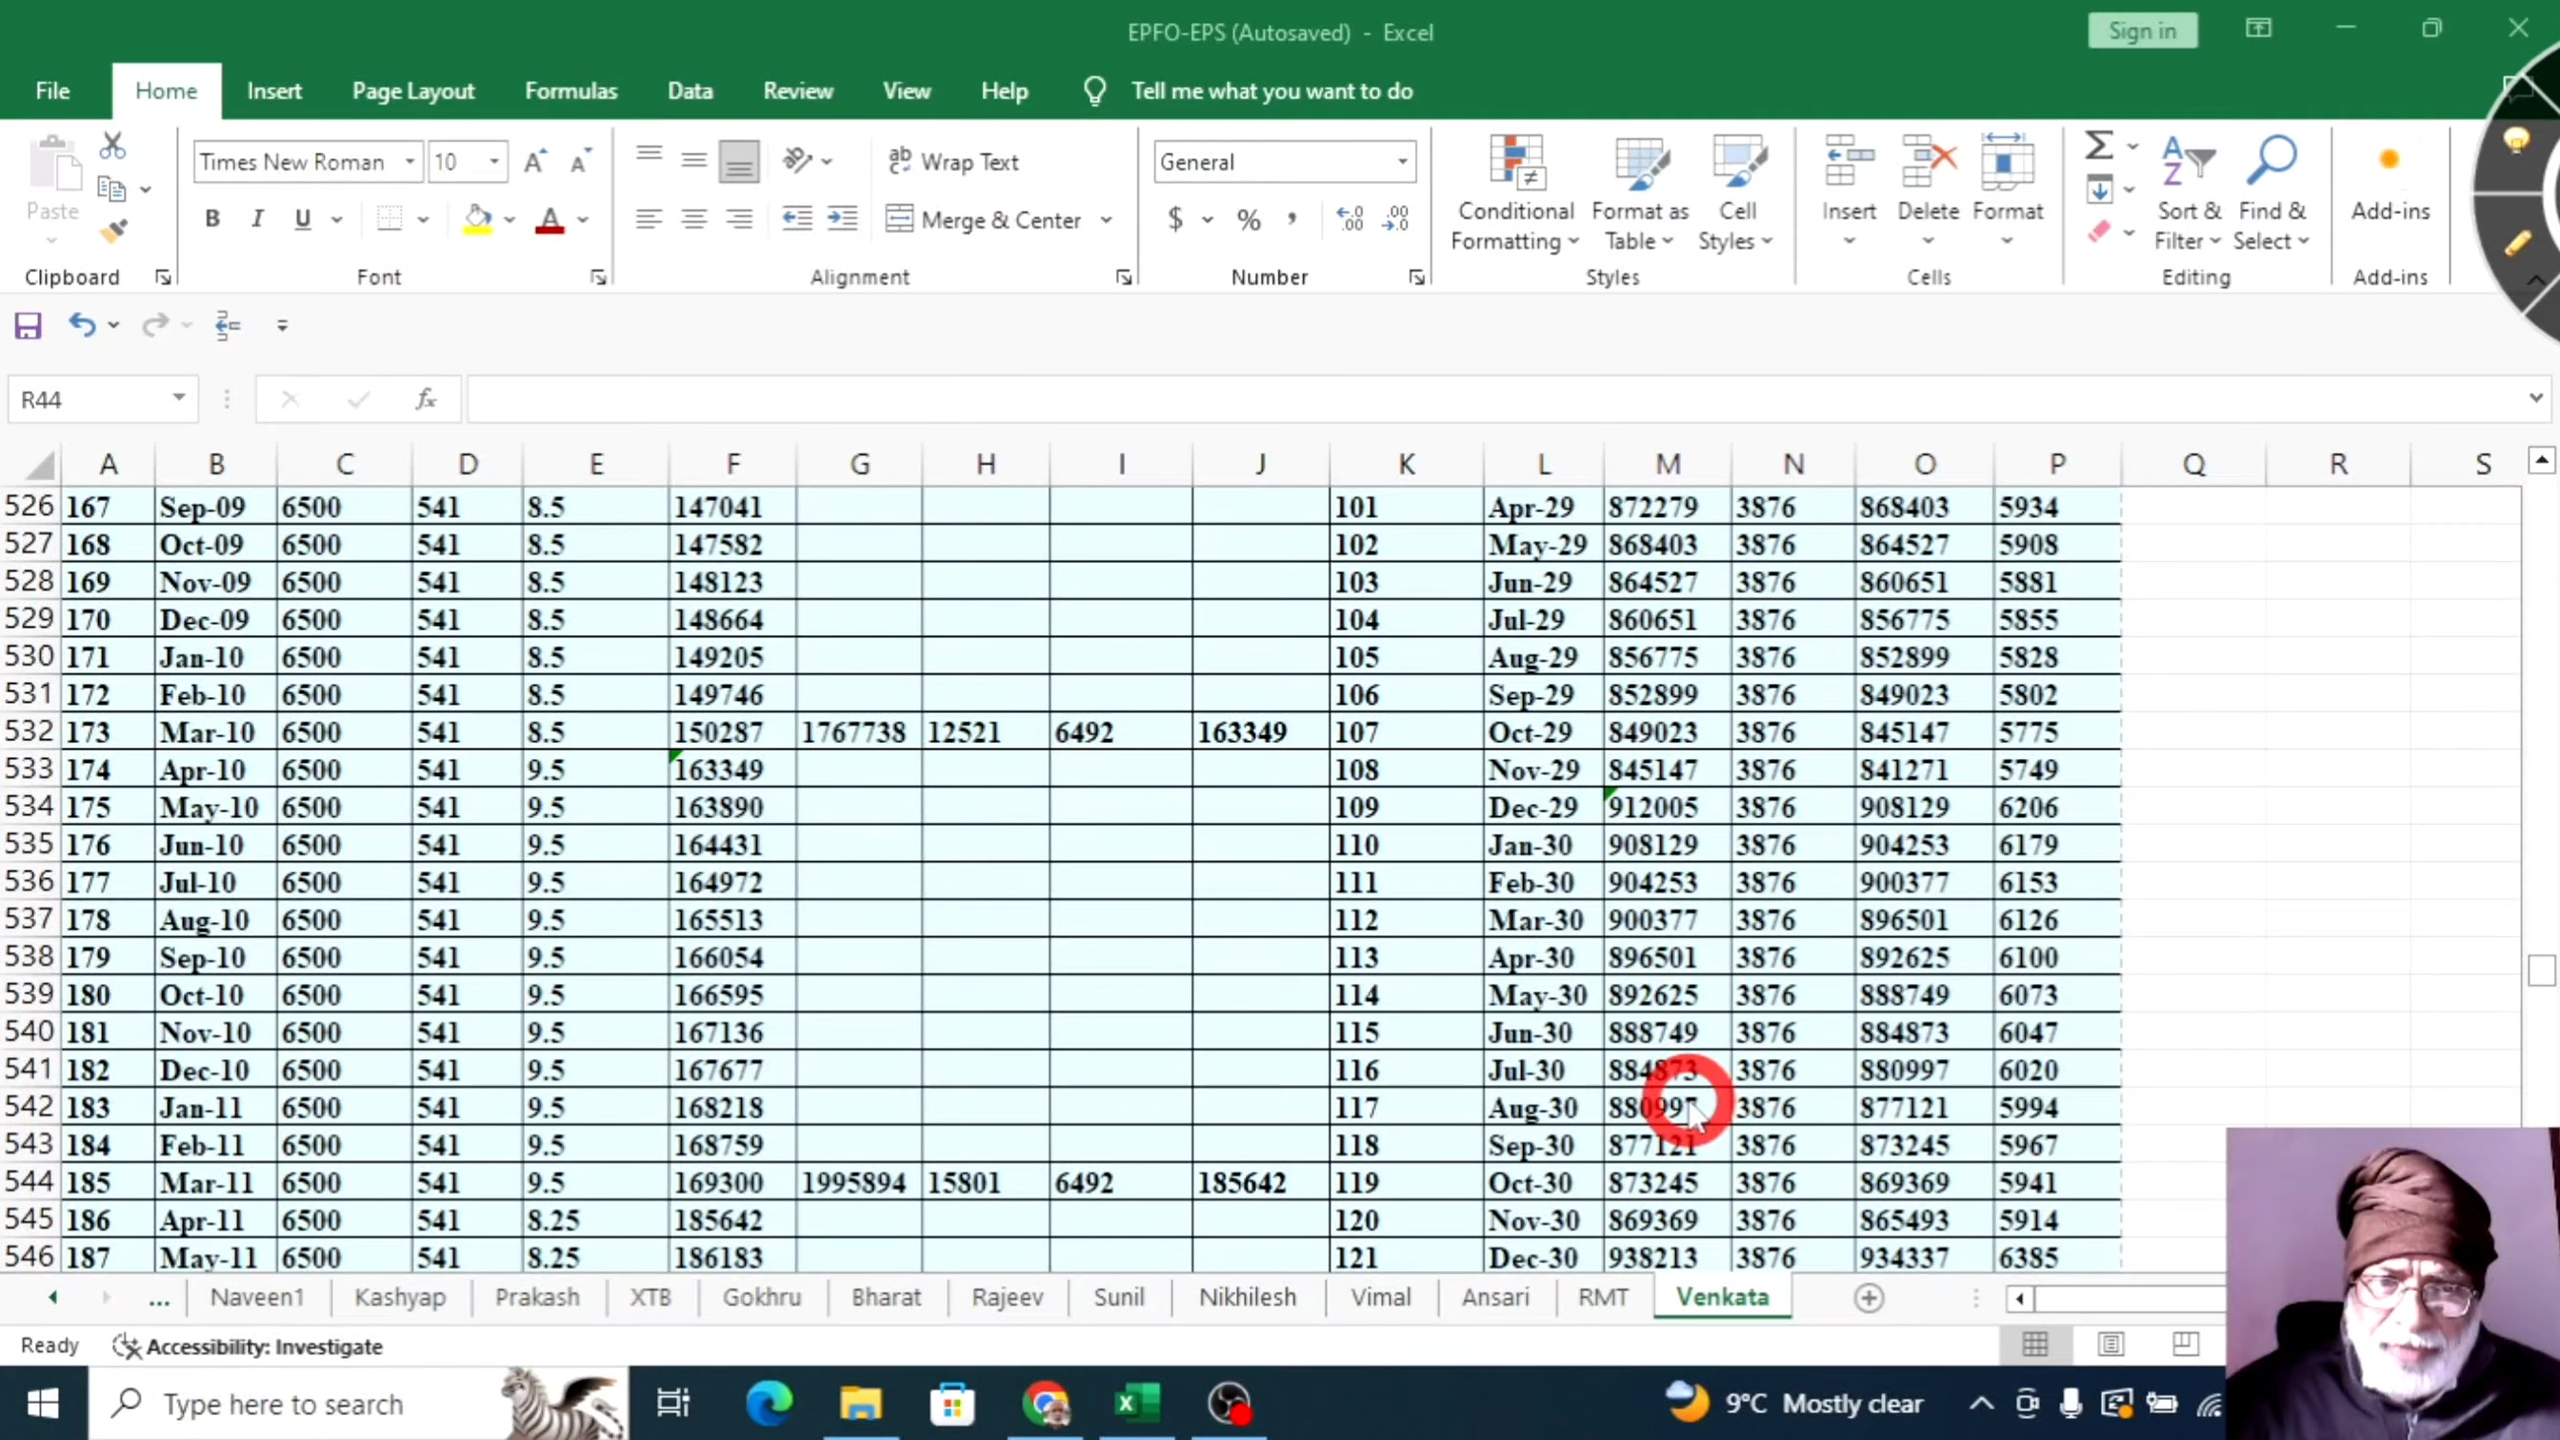 EPFO-EPS (Autosaved) - Excel
Sign in
File Home Insert Page Layout Formulas Data Review View Help Tell me what you want to do
Paste
Times New Roman 10
B I U
Wrap Text
Merge & Center
General
$ % ,
Conditional Formatting
Format as Table
Cell Styles
Insert Delete Format
Sort & Filter
Find & Select
Add-ins
Clipboard Font Alignment Number Styles Cells Editing Add-ins
R44 fx
A B C D E F G H I J K L M N O P Q R S
526 167 Sep-09 6500 541 8.5 147041 101 Apr-29 872279 3876 868403 5934
527 168 Oct-09 6500 541 8.5 147582 102 May-29 868403 3876 864527 5908
528 169 Nov-09 6500 541 8.5 148123 103 Jun-29 864527 3876 860651 5881
529 170 Dec-09 6500 541 8.5 148664 104 Jul-29 860651 3876 856775 5855
530 171 Jan-10 6500 541 8.5 149205 105 Aug-29 856775 3876 852899 5828
531 172 Feb-10 6500 541 8.5 149746 106 Sep-29 852899 3876 849023 5802
532 173 Mar-10 6500 541 8.5 150287 1767738 12521 6492 163349 107 Oct-29 849023 3876 845147 5775
533 174 Apr-10 6500 541 9.5 163349 108 Nov-29 845147 3876 841271 5749
534 175 May-10 6500 541 9.5 163890 109 Dec-29 912005 3876 908129 6206
535 176 Jun-10 6500 541 9.5 164431 110 Jan-30 908129 3876 904253 6179
536 177 Jul-10 6500 541 9.5 164972 111 Feb-30 904253 3876 900377 6153
537 178 Aug-10 6500 541 9.5 165513 112 Mar-30 900377 3876 896501 6126
538 179 Sep-10 6500 541 9.5 166054 113 Apr-30 896501 3876 892625 6100
539 180 Oct-10 6500 541 9.5 166595 114 May-30 892625 3876 888749 6073
540 181 Nov-10 6500 541 9.5 167136 115 Jun-30 888749 3876 884873 6047
541 182 Dec-10 6500 541 9.5 167677 116 Jul-30 884873 3876 880997 6020
542 183 Jan-11 6500 541 9.5 168218 117 Aug-30 880997 3876 877121 5994
543 184 Feb-11 6500 541 9.5 168759 118 Sep-30 877121 3876 873245 5967
544 185 Mar-11 6500 541 9.5 169300 1995894 15801 6492 185642 119 Oct-30 873245 3876 869369 5941
545 186 Apr-11 6500 541 8.25 185642 120 Nov-30 869369 3876 865493 5914
546 187 May-11 6500 541 8.25 186183 121 Dec-30 938213 3876 934337 6385
... Naveen1 Kashyap Prakash XTB Gokhru Bharat Rajeev Sunil Nikhilesh Vimal Ansari RMT Venkata
Ready Accessibility: Investigate
Type here to search
9°C Mostly clear